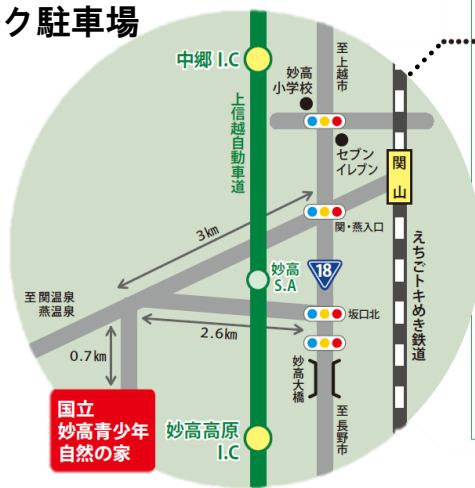 ク駐車場
中郷 I.C
至上越市
妙高
小学校
上信越自動車道
セブン
イレブン
関山
3km
関・燕入口
えちごトキめき鉄道
妙高
S.A
18
至関温泉
燕温泉
坂口北
2.6km
0.7km
妙高大橋
国立
妙高青少年
自然の家
妙高高原
I.C
至長野市